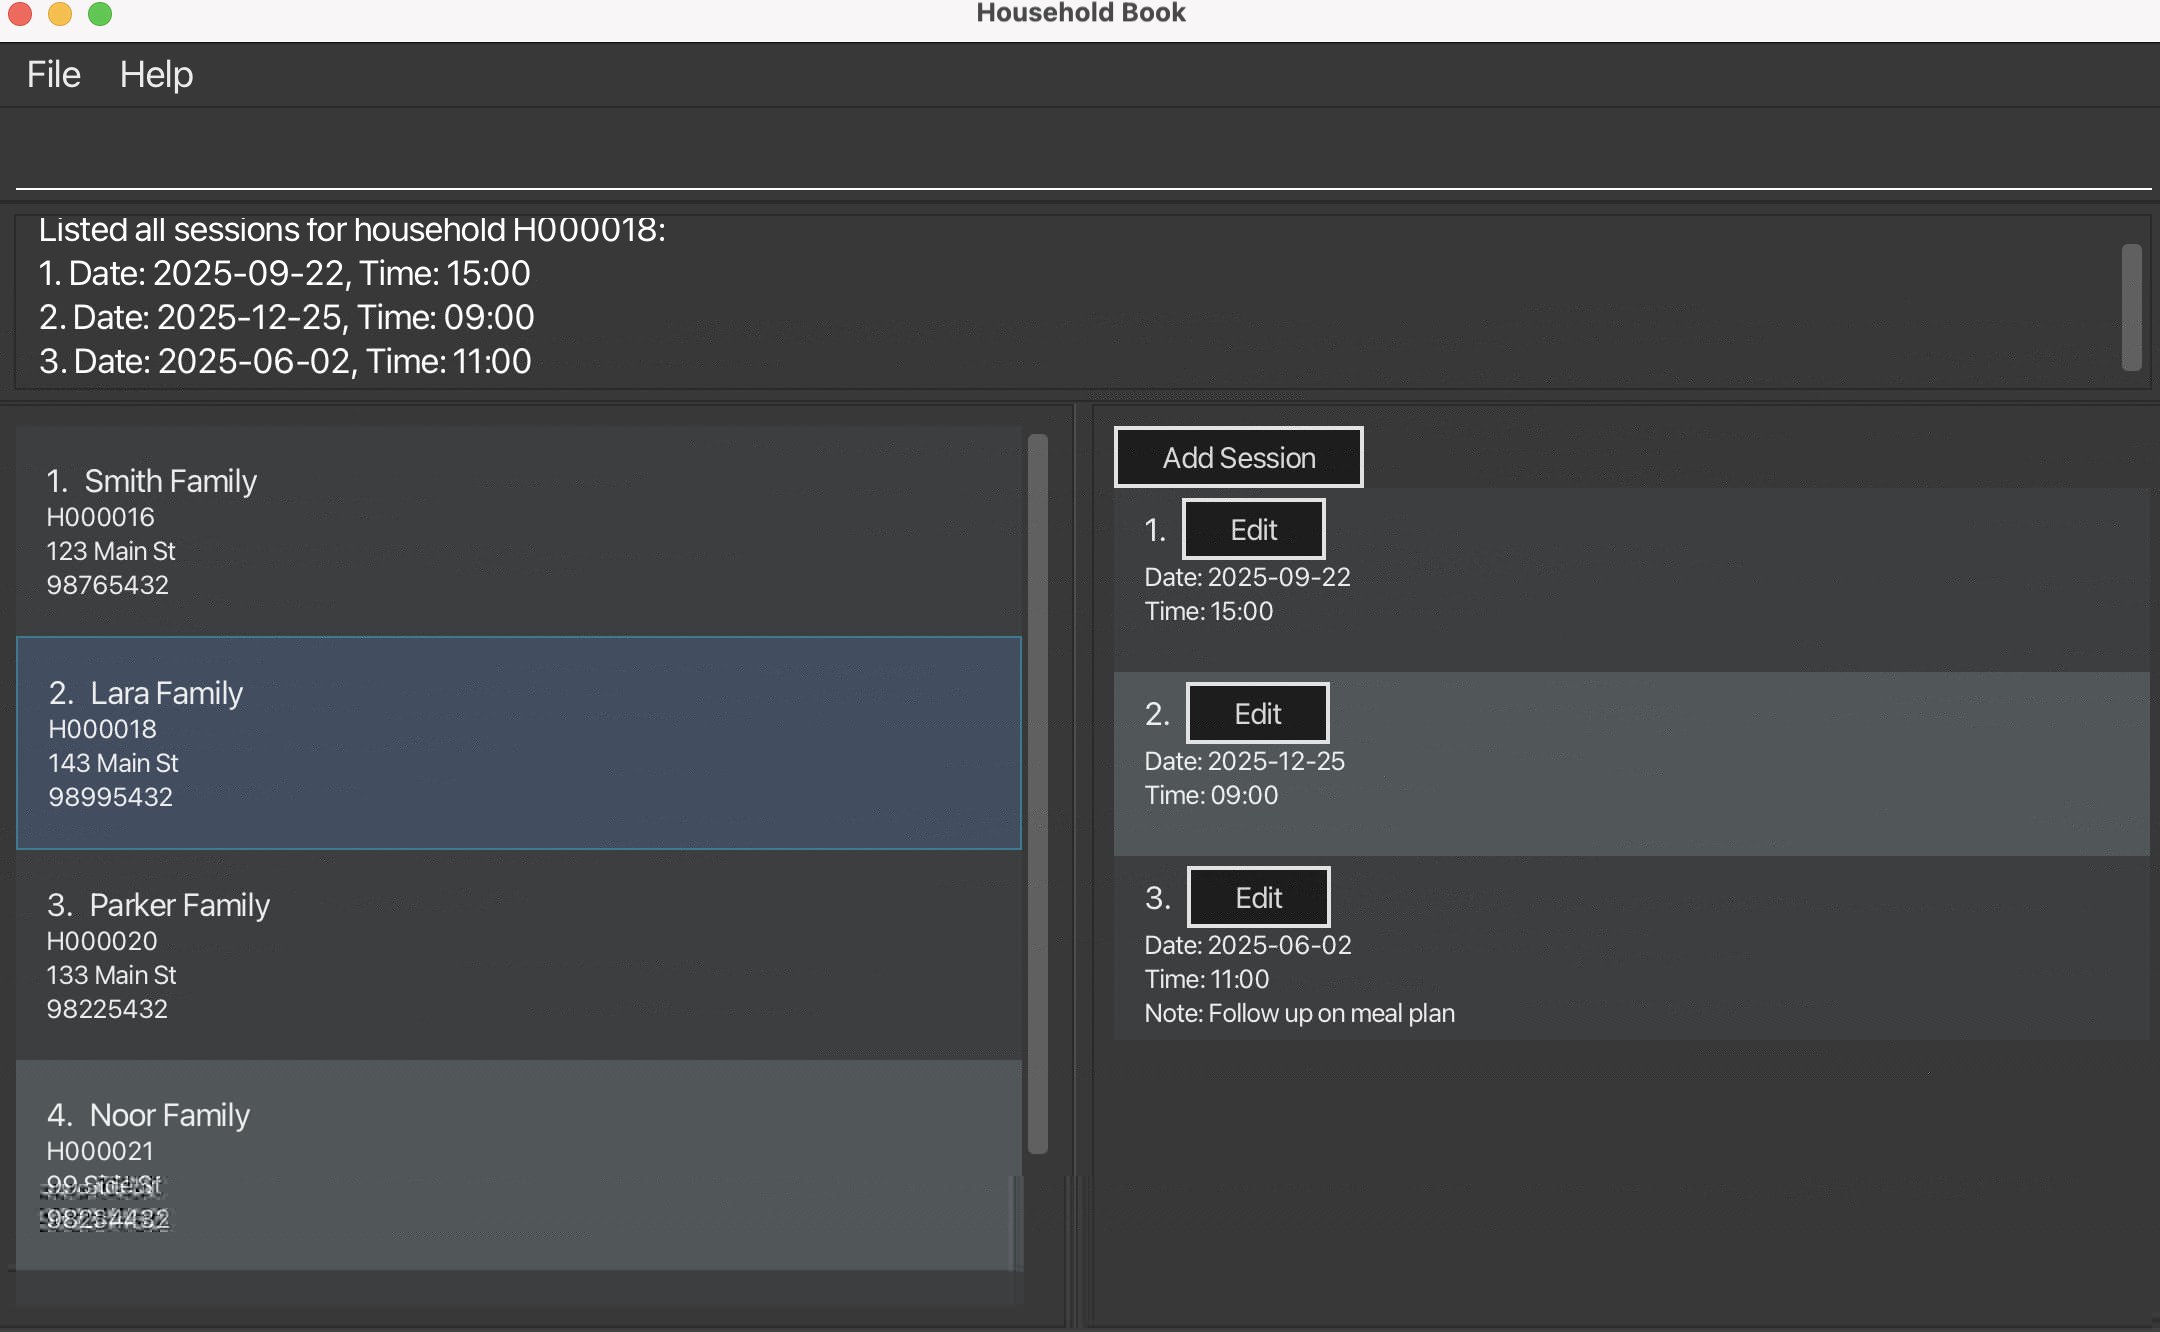 Household Book
File Help
Listed all sessions for household H000018:
1. Date: 2025-09-22, Time: 15:00
2. Date: 2025-12-25, Time: 09:00
3. Date: 2025-06-02, Time: 11:00
1. Smith Family
H000016
123 Main St
98765432
2. Lara Family
H000018
143 Main St
98995432
3. Parker Family
H000020
133 Main St
98225432
4. Noor Family
H000021
Add Session
1. Edit
Date: 2025-09-22
Time: 15:00
2. Edit
Date: 2025-12-25
Time: 09:00
3. Edit
Date: 2025-06-02
Time: 11:00
Note: Follow up on meal plan